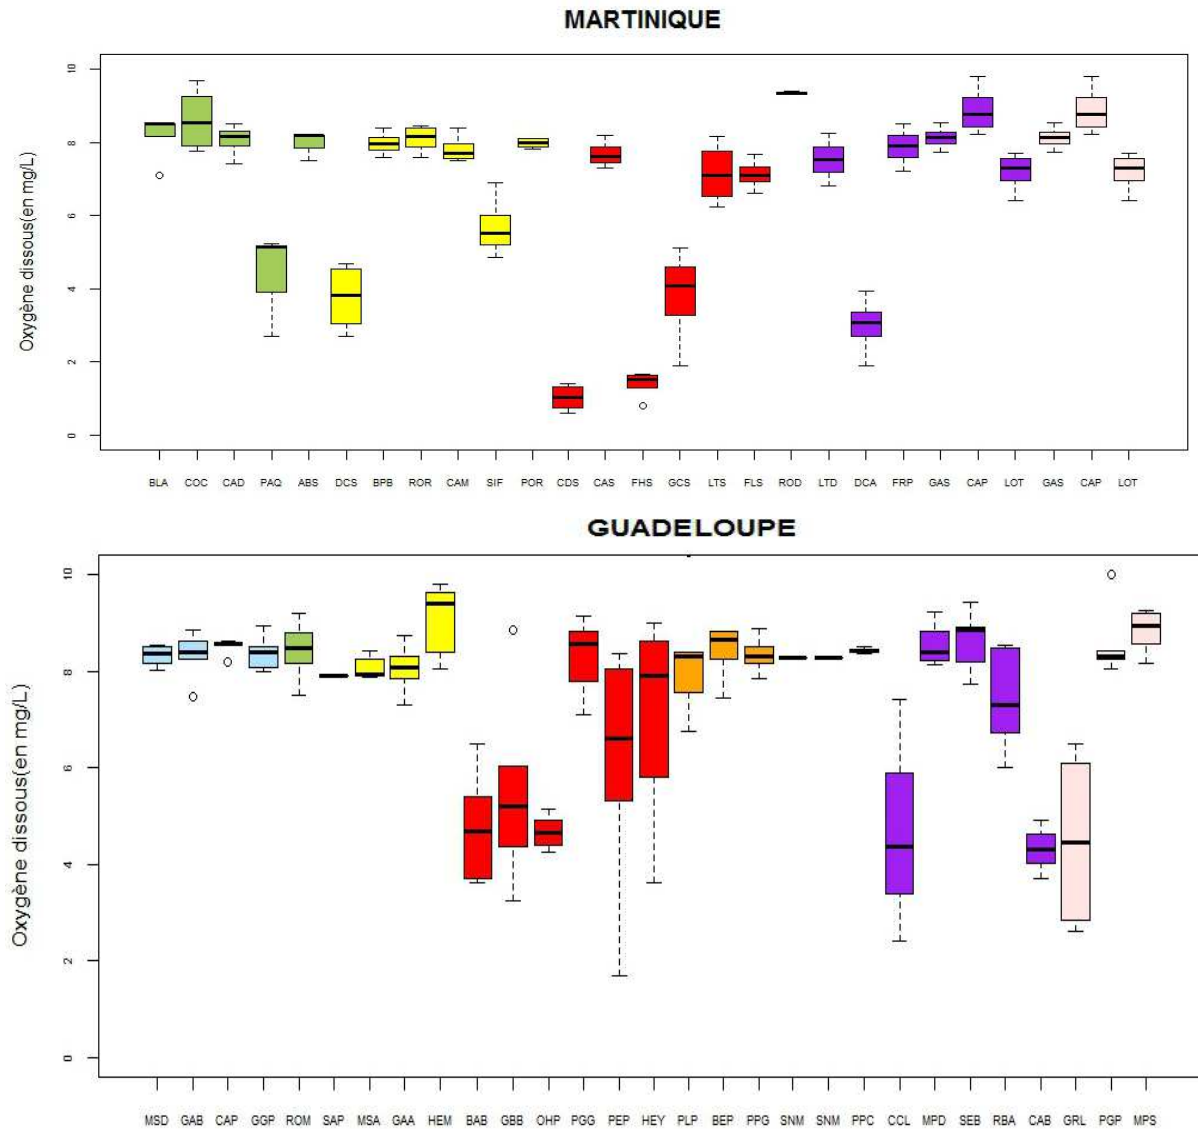 MARTINIQUE
Oxygène dissous(en mg/L)
10
8
6
4
2
0
BLA COC CAD PAQ ABS DCS BPB ROR CAM SIF POR CDS CAS FHS GCS LTS FLS ROD LTD DCA FRP GAS CAP LOT GAS CAP LOT
GUADELOUPE
Oxygène dissous(en mg/L)
10
8
6
4
2
0
MSD GAB CAP GGP ROM SAP MSA GAA HEM BAB GBB OHP PGG PEP HEY PLP BEP PPG SNM SNM PPC CCL MPD SEB RBA CAB GRL PGP MPS